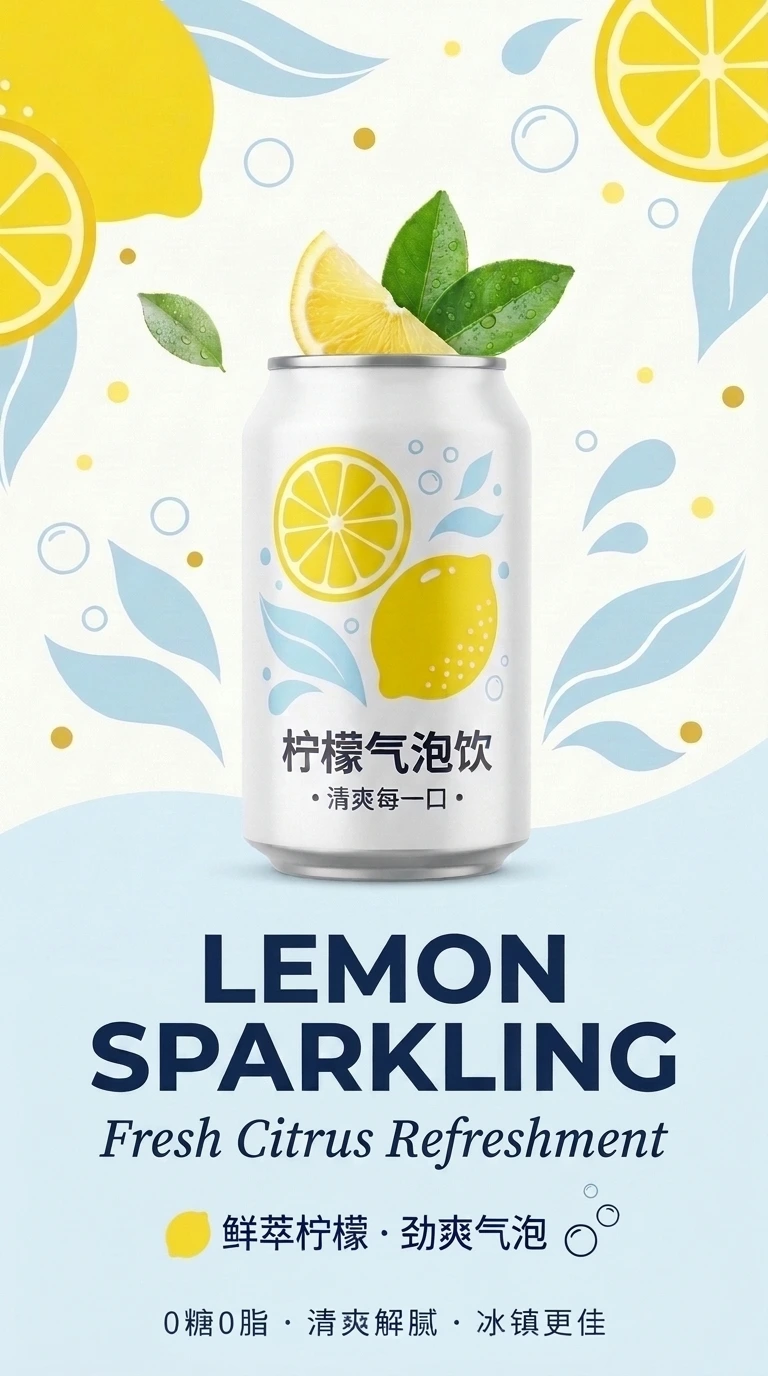 柠檬气泡饮
•清爽每一口•
LEMON
SPARKLING
Fresh Citrus Refreshment
鲜萃柠檬·劲爽气泡
0糖0脂·清爽解腻·冰镇更佳